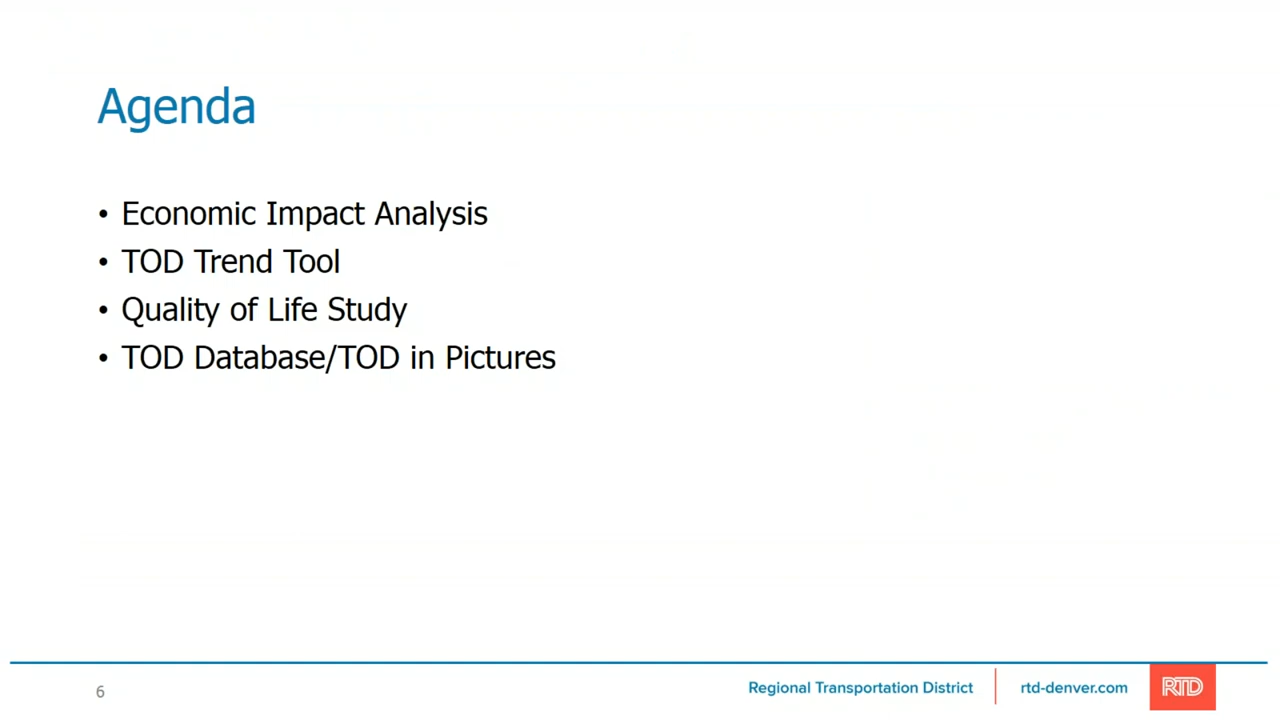 Agenda
• Economic Impact Analysis
• TOD Trend Tool
• Quality of Life Study
• TOD Database/TOD in Pictures
6
Regional Transportation District
rtd-denver.com
RTD